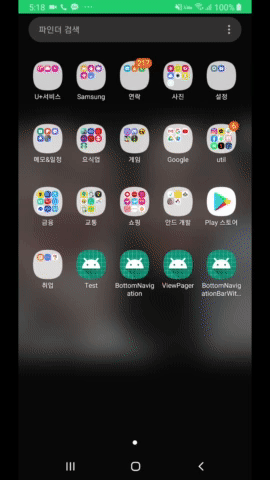 5:18
100%
파인더 검색
217
U+서비스 Samsung 연락 사진 설정
메모&일정 요식업 게임 Google util
금융 교통 쇼핑 안드 개발 Play 스토어
취업 Test BottomNavigation ViewPager BottomNavigationBarWit...